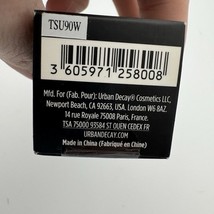 TSU90W
3 605971 258008
Mfd. For (Fab. Pour): Urban Decay® Cosmetics LLC,
Newport Beach, CA 92663, USA. London W6 8AZ.
14 rue Royale 75008 Paris, France.
TSA 75000 93584 ST OUEN CEDEX FR
URBANDECAY.COM
Made in China (Fabriqué en Chine)